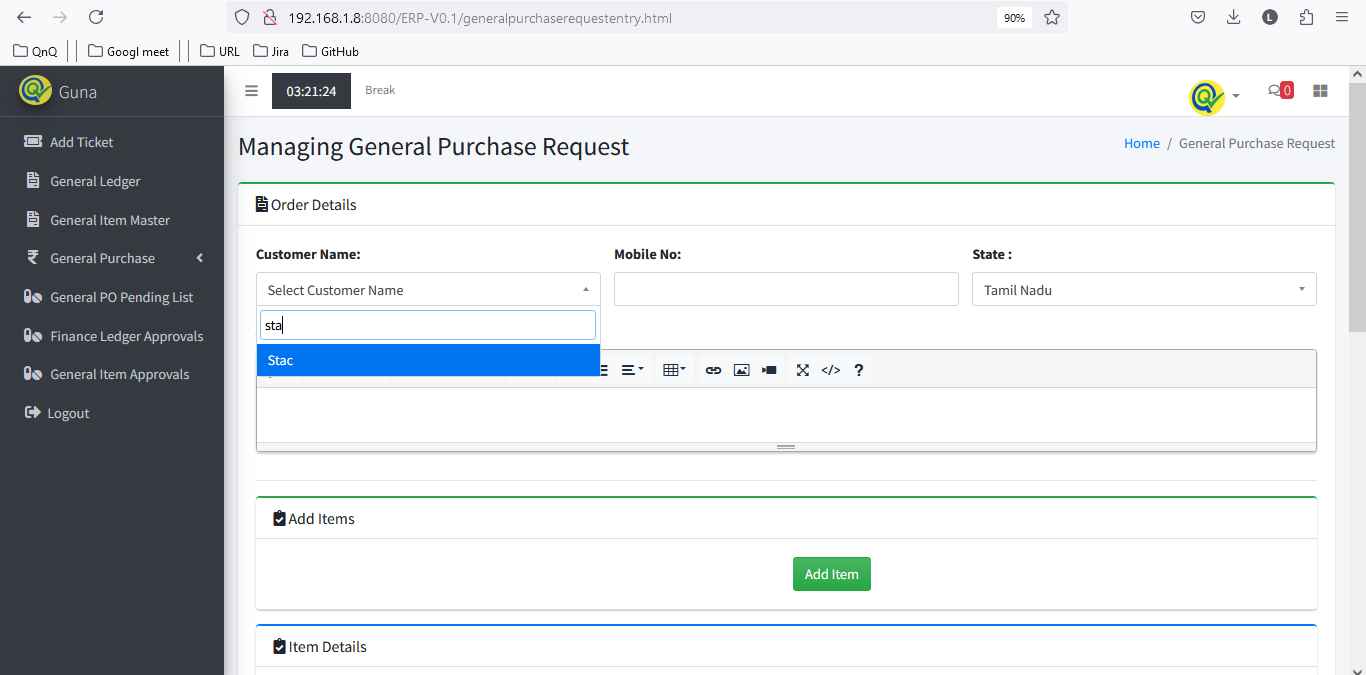 192.168.1.8:8080/ERP-V0.1/generalpurchaserequestentry.html
90%
L
QnQ
Googl meet
URL
Jira
GitHub
Guna
03:21:24
Break
0
Add Ticket
General Ledger
General Item Master
General Purchase
General PO Pending List
Finance Ledger Approvals
General Item Approvals
Logout
Managing General Purchase Request
Home / General Purchase Request
Order Details
Customer Name:
Mobile No:
State :
Select Customer Name
Tamil Nadu
sta
Stac
</>
?
Add Items
Add Item
Item Details